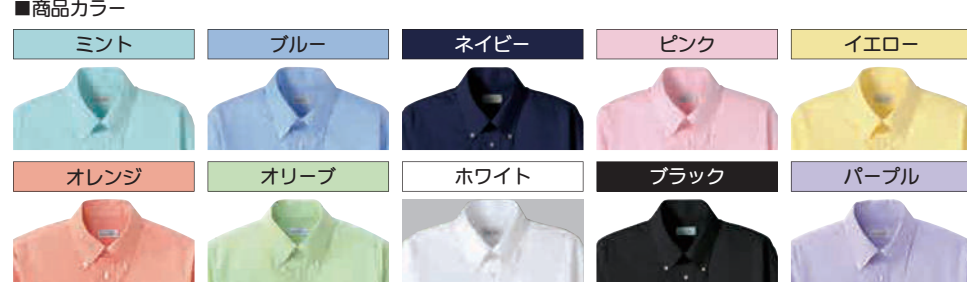 ■商品カラー
ミント
ブルー
ネイビー
ピンク
イエロー
オレンジ
オリーブ
ホワイト
ブラック
パープル